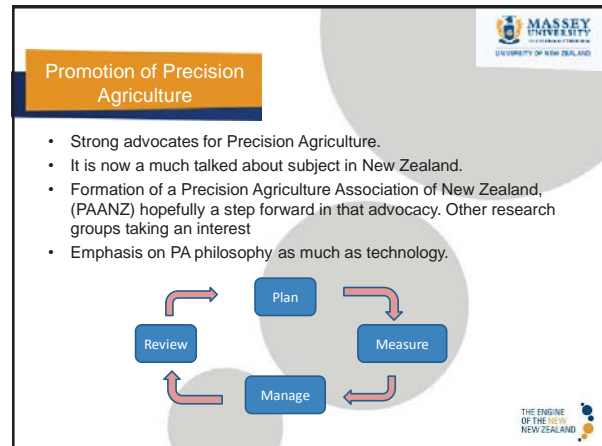 MASSEY
UNIVERSITY
UNIVERSITY OF NEW ZEALAND
Promotion of Precision
Agriculture
• Strong advocates for Precision Agriculture.
• It is now a much talked about subject in New Zealand.
• Formation of a Precision Agriculture Association of New Zealand,
(PAANZ) hopefully a step forward in that advocacy. Other research
groups taking an interest
• Emphasis on PA philosophy as much as technology.
Plan
Review
Measure
Manage
THE ENGINE
OF THE NEW
NEW ZEALAND